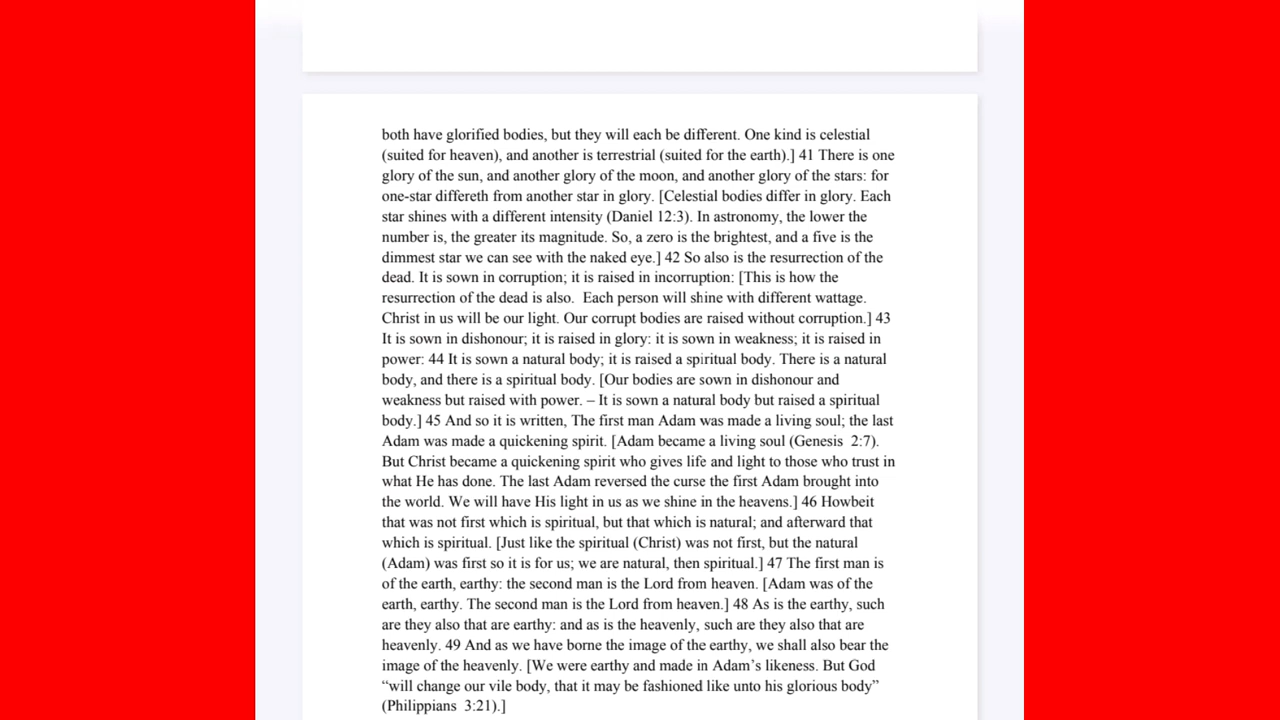 both have glorified bodies, but they will each be different. One kind is celestial
(suited for heaven), and another is terrestrial (suited for the earth).] 41 There is one
glory of the sun, and another glory of the moon, and another glory of the stars: for
one-star differeth from another star in glory. [Celestial bodies differ in glory. Each
star shines with a different intensity (Daniel 12:3). In astronomy, the lower the
number is, the greater its magnitude. So, a zero is the brightest, and a five is the
dimmest star we can see with the naked eye.] 42 So also is the resurrection of the
dead. It is sown in corruption; it is raised in incorruption: [This is how the
resurrection of the dead is also.  Each person will shine with different wattage.
Christ in us will be our light. Our corrupt bodies are raised without corruption.] 43
It is sown in dishonour; it is raised in glory: it is sown in weakness; it is raised in
power: 44 It is sown a natural body; it is raised a spiritual body. There is a natural
body, and there is a spiritual body. [Our bodies are sown in dishonour and
weakness but raised with power. – It is sown a natural body but raised a spiritual
body.] 45 And so it is written, The first man Adam was made a living soul; the last
Adam was made a quickening spirit. [Adam became a living soul (Genesis  2:7).
But Christ became a quickening spirit who gives life and light to those who trust in
what He has done. The last Adam reversed the curse the first Adam brought into
the world. We will have His light in us as we shine in the heavens.] 46 Howbeit
that was not first which is spiritual, but that which is natural; and afterward that
which is spiritual. [Just like the spiritual (Christ) was not first, but the natural
(Adam) was first so it is for us; we are natural, then spiritual.] 47 The first man is
of the earth, earthy: the second man is the Lord from heaven. [Adam was of the
earth, earthy. The second man is the Lord from heaven.] 48 As is the earthy, such
are they also that are earthy: and as is the heavenly, such are they also that are
heavenly. 49 And as we have borne the image of the earthy, we shall also bear the
image of the heavenly. [We were earthy and made in Adam’s likeness. But God
“will change our vile body, that it may be fashioned like unto his glorious body”
(Philippians  3:21).]